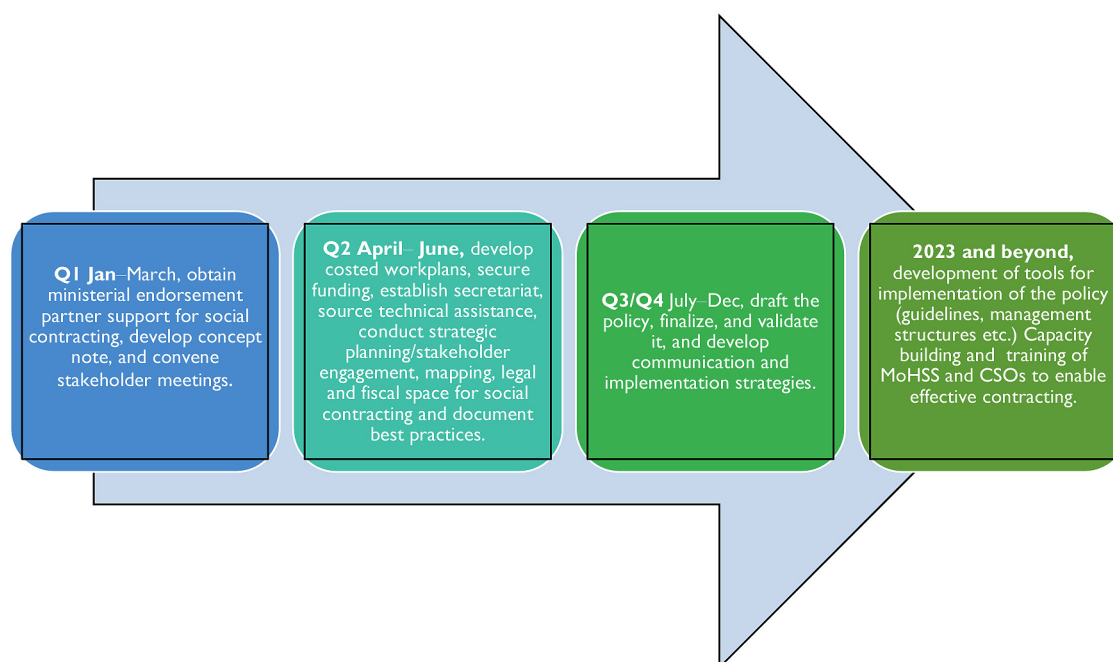 Q1 Jan–March, obtain
ministerial endorsement
partner support for social
contracting, develop concept
note, and convene
stakeholder meetings.
Q2 April– June, develop
costed workplans, secure
funding, establish secretariat,
source technical assistance,
conduct strategic
planning/stakeholder
engagement, mapping, legal
and fiscal space for social
contracting and document
best practices.
Q3/Q4 July–Dec, draft the
policy, finalize, and validate
it, and develop
communication and
implementation strategies.
2023 and beyond,
development of tools for
implementation of the policy
(guidelines, management
structures etc.) Capacity
building and  training of
MoHSS and CSOs to enable
effective contracting.